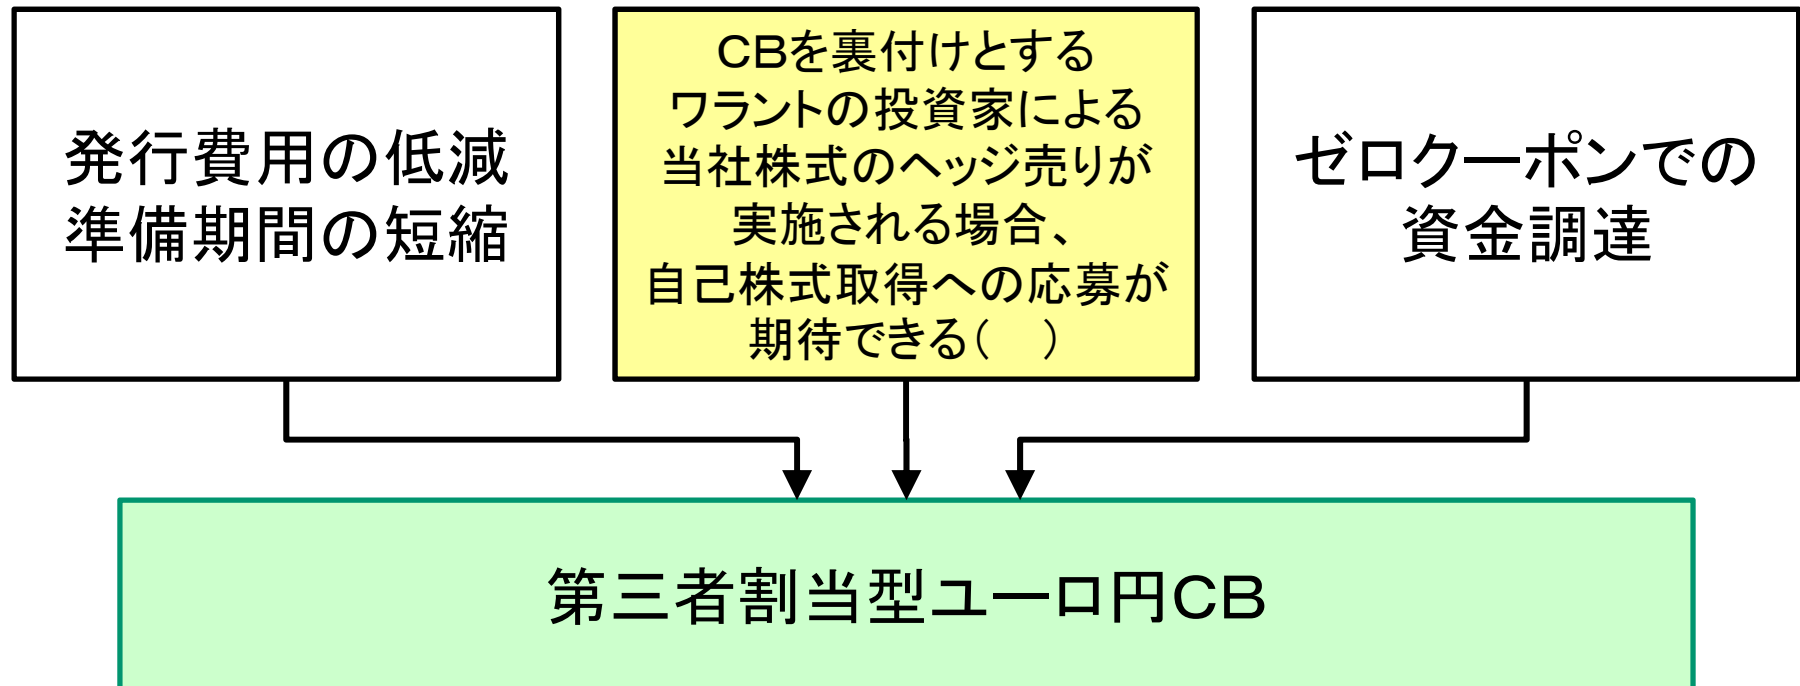 発行費用の低減
準備期間の短縮
CBを裏付けとする
ワラントの投資家による
当社株式のヘッジ売りが
実施される場合、
自己株式取得への応募が
期待できる(　)
ゼロクーポンでの
資金調達
第三者割当型ユーロ円CB